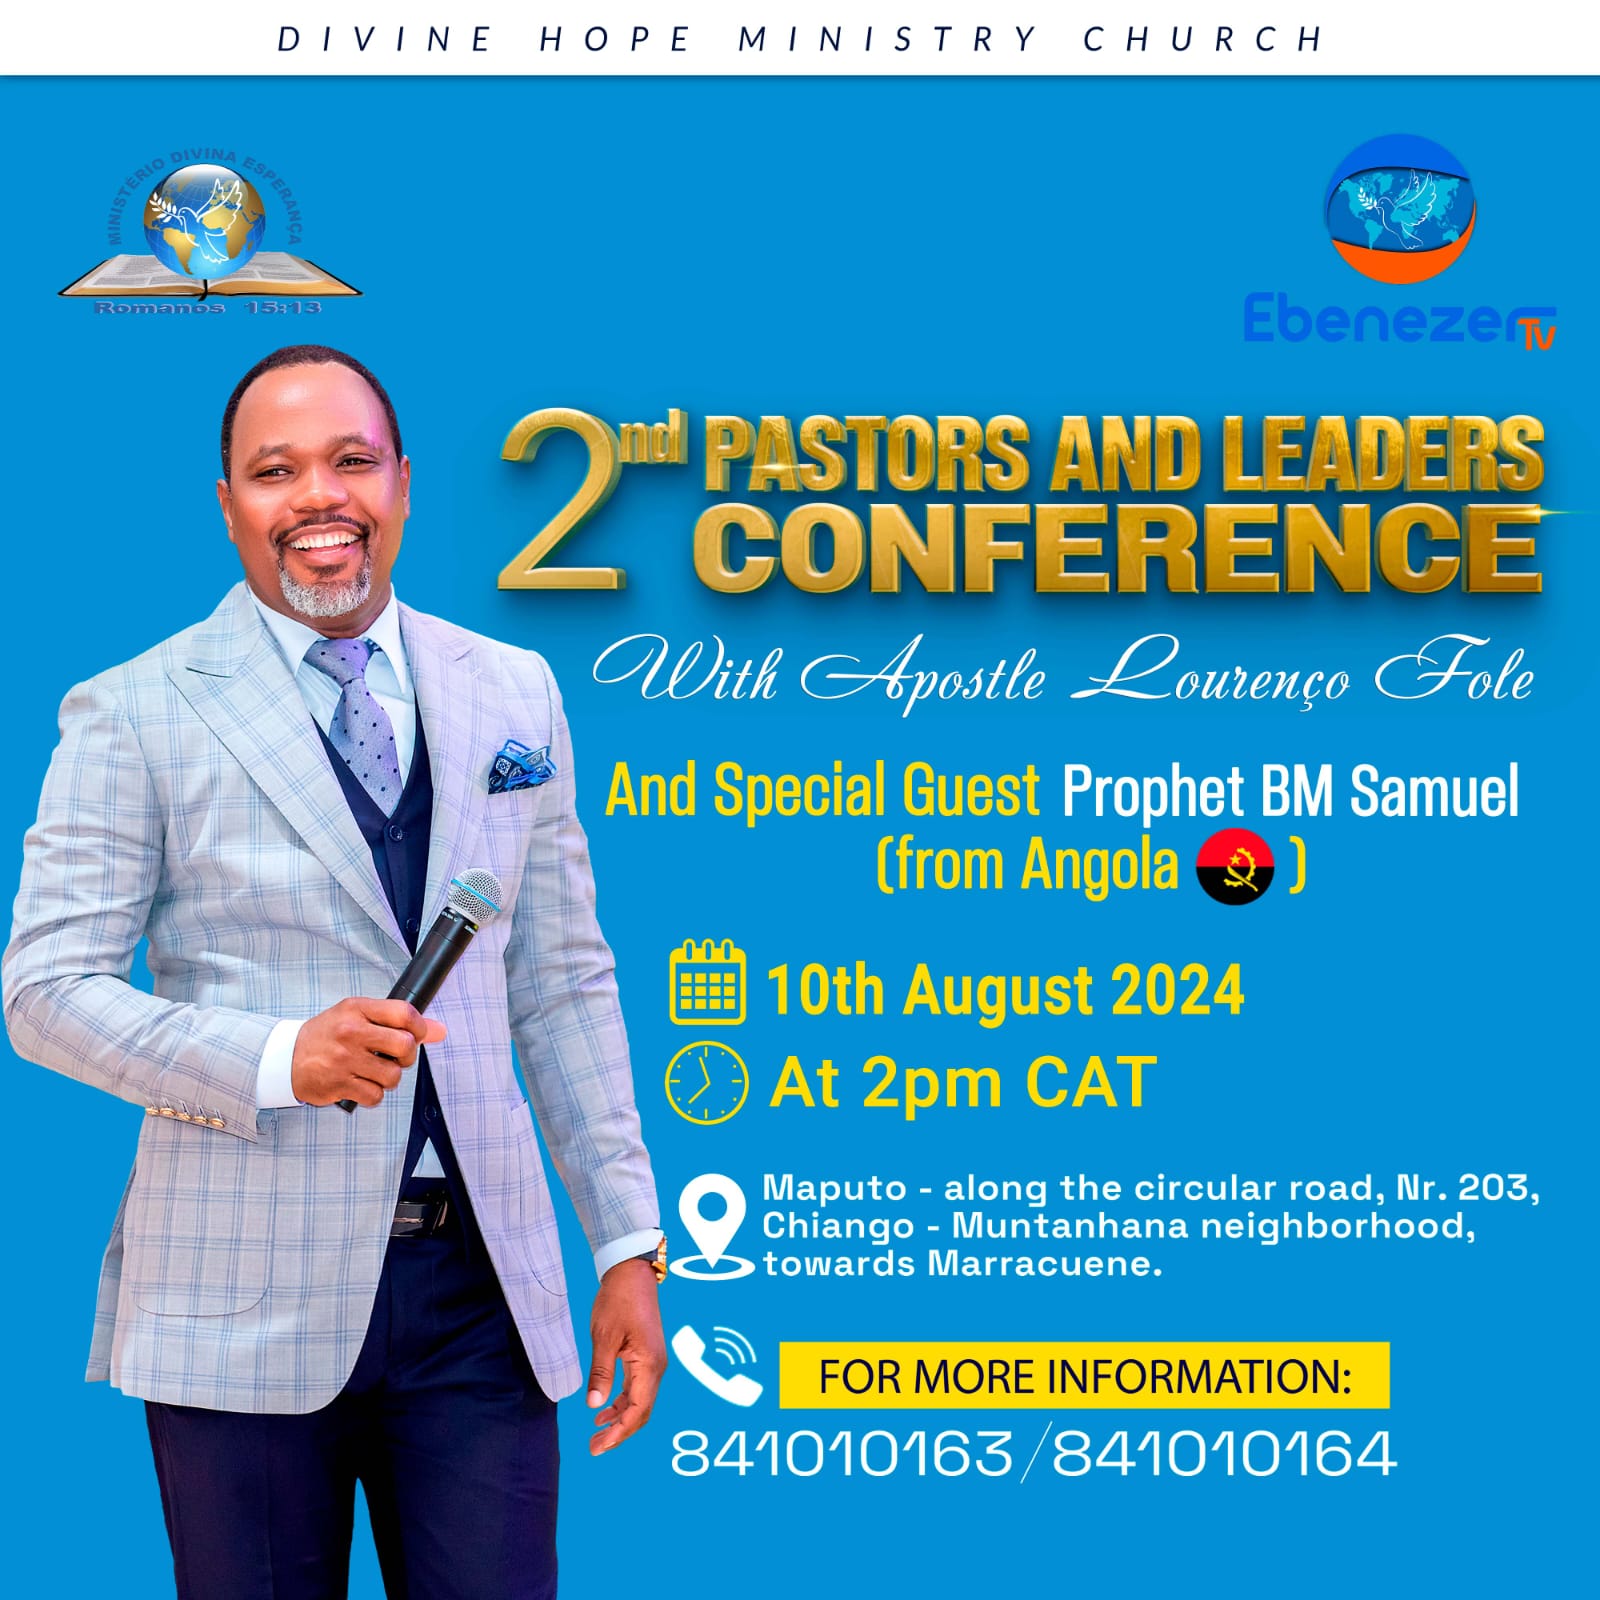 DIVINE HOPE MINISTRY CHURCH
MINISTÉRIO DIVINA ESPERANÇA
Romanos 15:13
Ebenezer TV
2nd PASTORS AND LEADERS
CONFERENCE
With Apostle Lourenço Fole
And Special Guest Prophet BM Samuel
(from Angola )
10th August 2024
At 2pm CAT
Maputo - along the circular road, Nr. 203,
Chiango - Muntanhana neighborhood,
towards Marracuene.
FOR MORE INFORMATION:
841010163/841010164